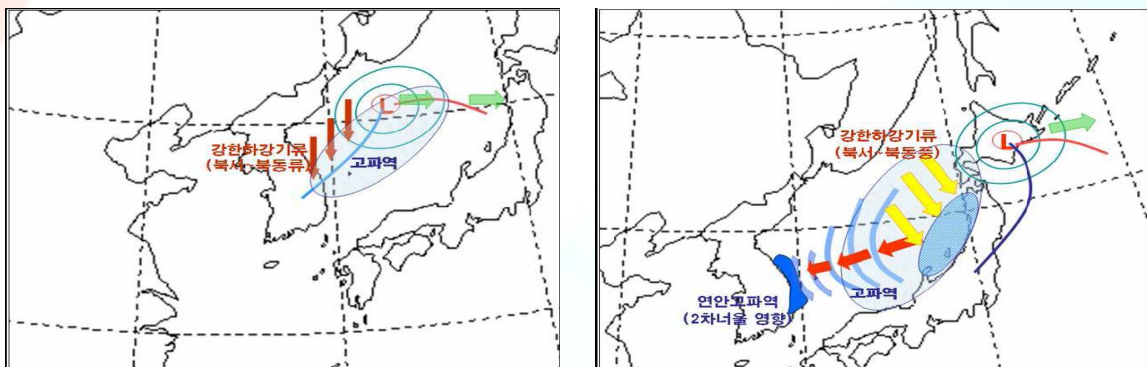 L
강한하강기류
(북서-북동류)
고파역
L
강한하강기류
(북서-북동풍)
고파역
연안고파역
(2차너울 영향)